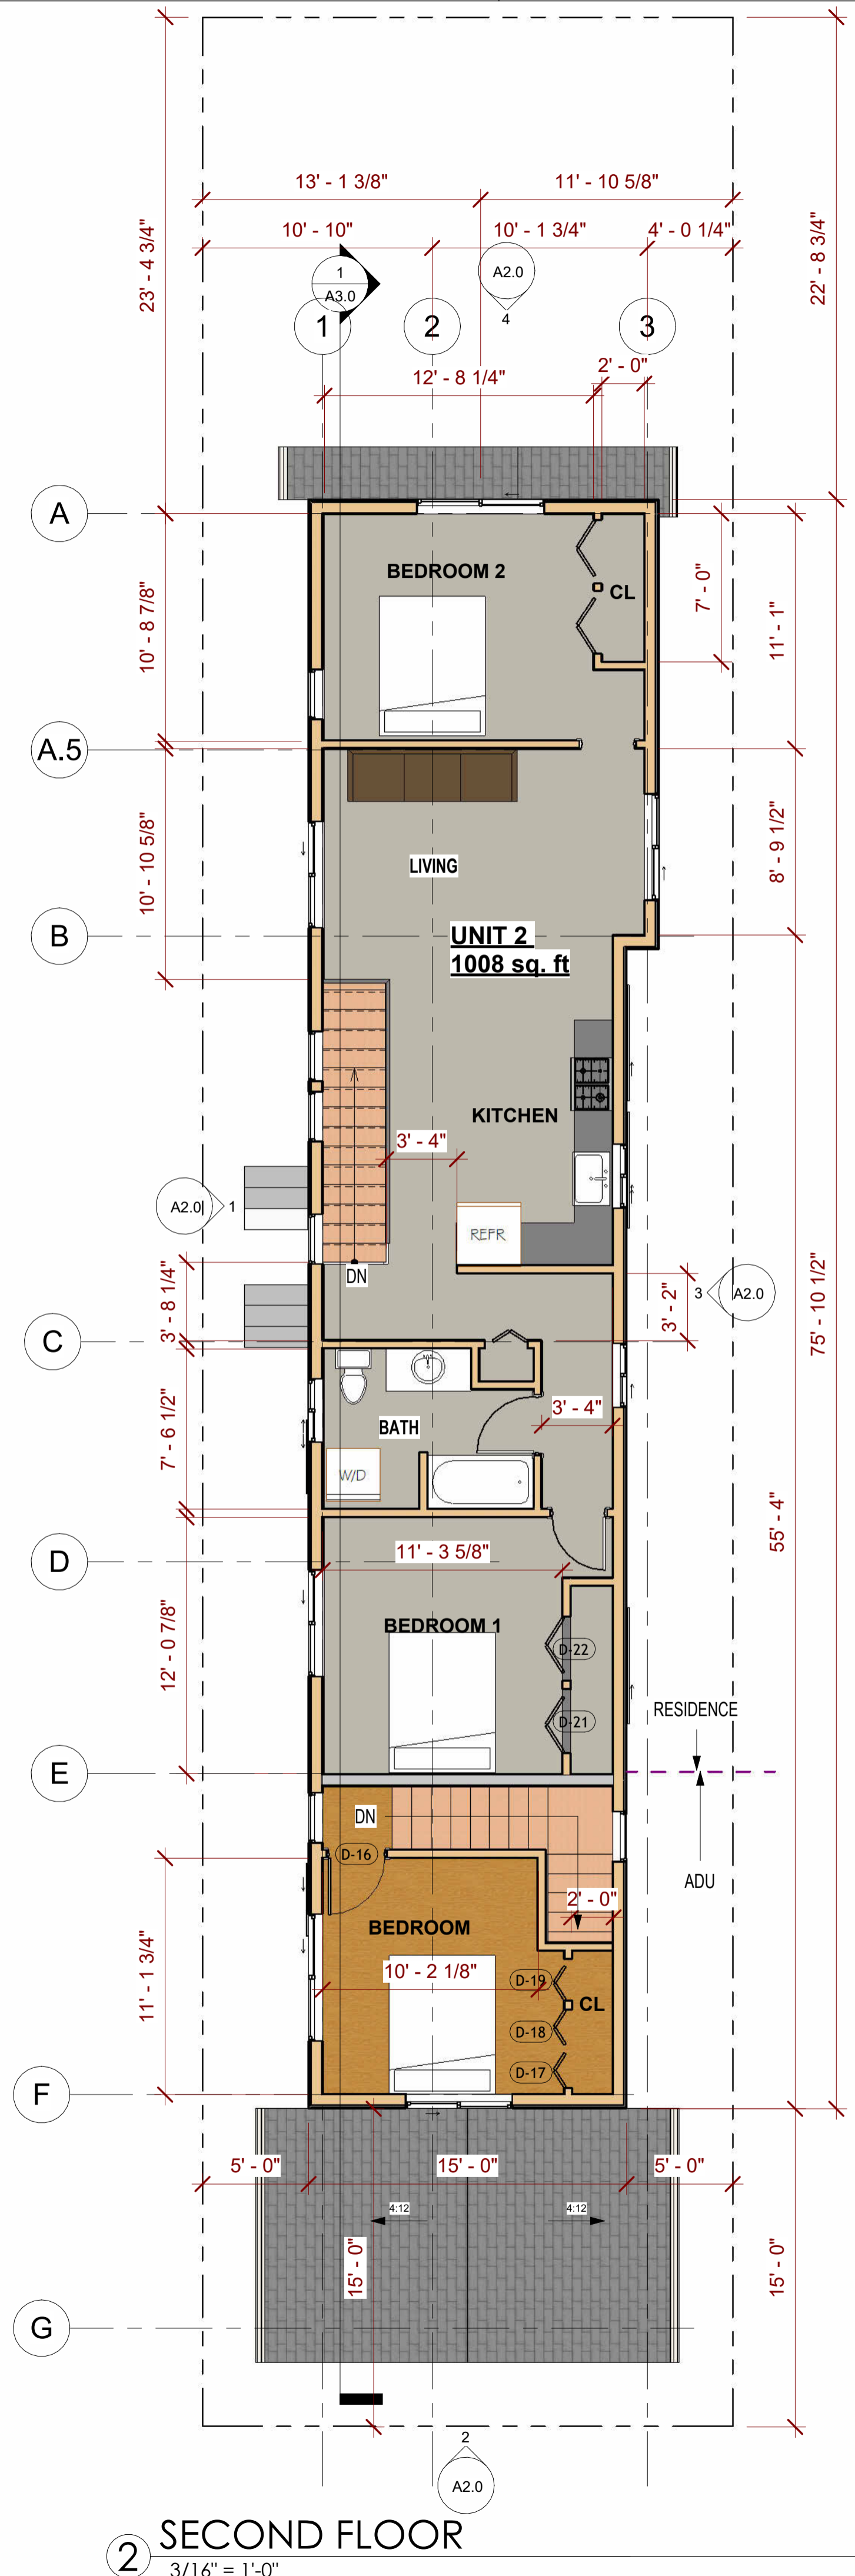 13' - 1 3/8"
11' - 10 5/8"
23' - 4 3/4"
22' - 8 3/4"
10' - 10"
10' - 1 3/4"
4' - 0 1/4"
1
A3.0
A2.0
4
1
2
3
2' - 0"
12' - 8 1/4"
A
BEDROOM 2
CL
7' - 0"
10' - 8 7/8"
11' - 1"
A.5
LIVING
10' - 10 5/8"
8' - 9 1/2"
B
UNIT 2
1008 sq. ft
KITCHEN
3' - 4"
A2.0
1
REFR
DN
3' - 8 1/4"
3' - 2"
3
A2.0
75' - 10 1/2"
C
3' - 4"
BATH
7' - 6 1/2"
W/D
55' - 4"
D
11' - 3 5/8"
BEDROOM 1
12' - 0 7/8"
D-22
D-21
RESIDENCE
E
DN
D-16
ADU
2' - 0"
BEDROOM
11' - 1 3/4"
10' - 2 1/8"
D-19
CL
D-18
D-17
F
5' - 0"
15' - 0"
5' - 0"
4:12
4:12
15' - 0"
15' - 0"
G
2
A2.0
2
SECOND FLOOR
3/16" = 1'-0"